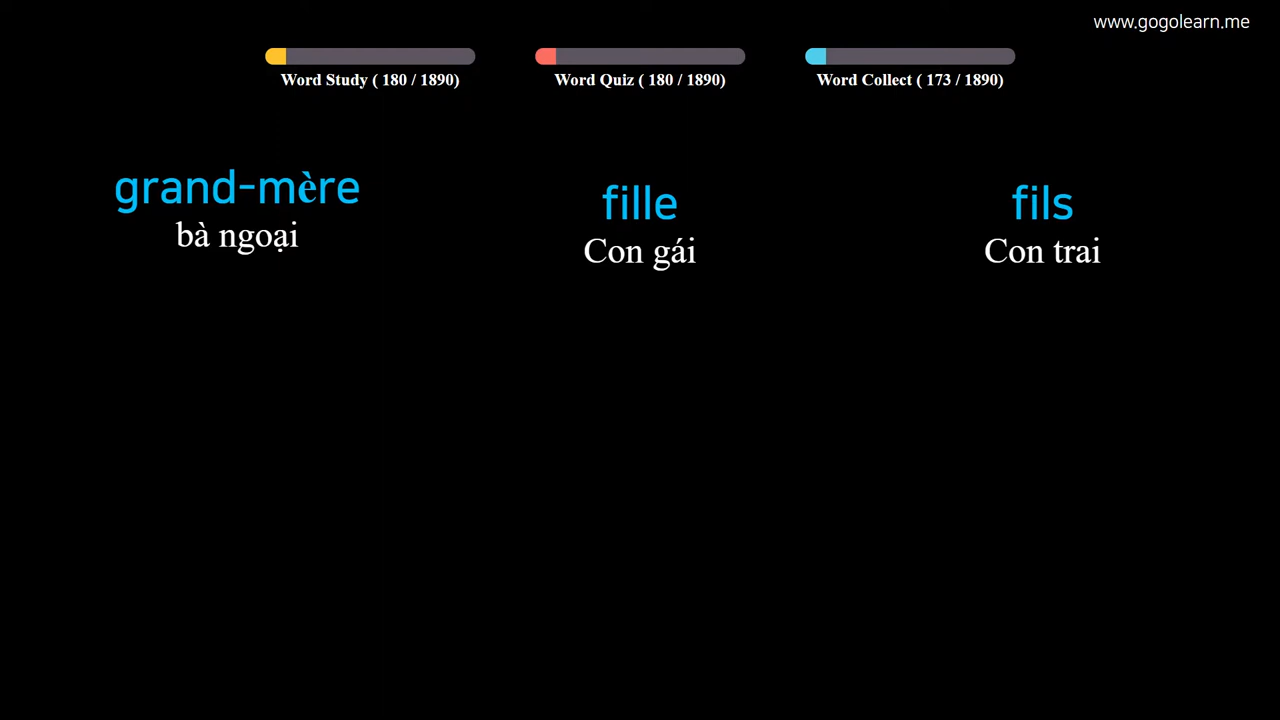 www.gogolearn.me
Word Study ( 180 / 1890)
Word Quiz ( 180 / 1890)
Word Collect ( 173 / 1890)
grand-mère
bà ngoại
fille
Con gái
fils
Con trai